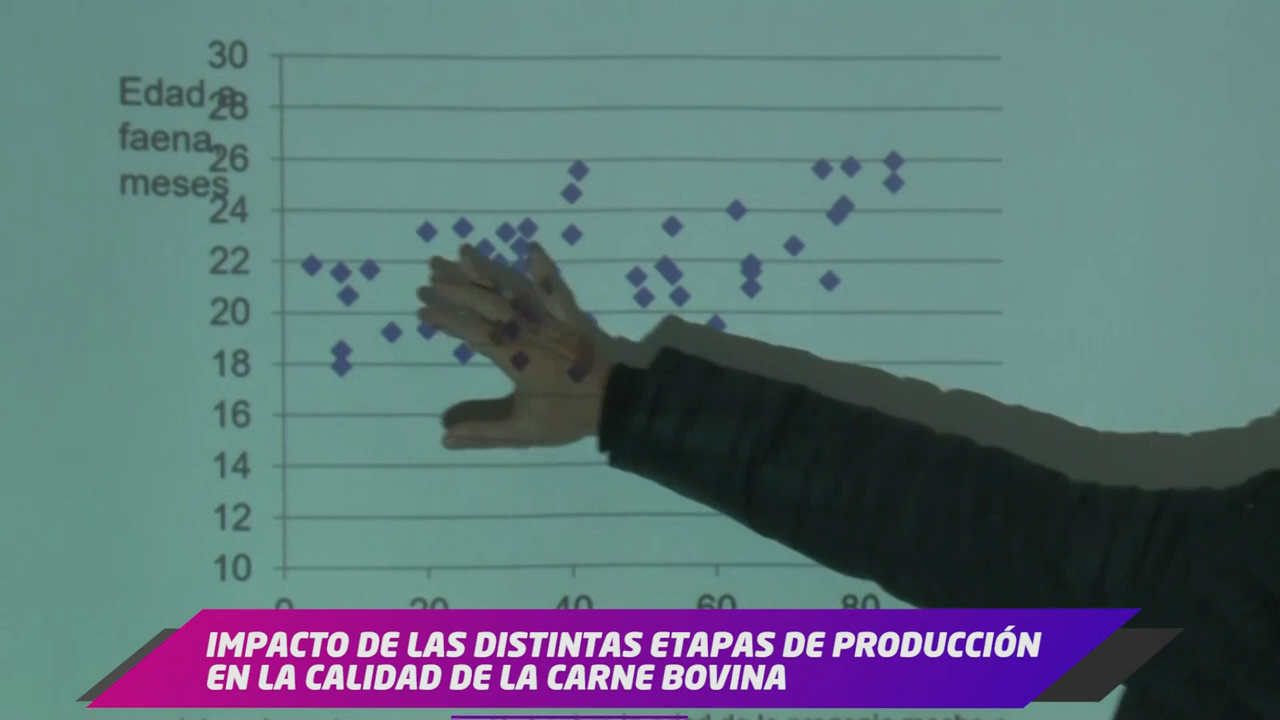 30
Edad a
28
faena,
26
meses
24
22
20
18
16
14
12
10
0 20 40 60 80
IMPACTO DE LAS DISTINTAS ETAPAS DE PRODUCCIÓN
EN LA CALIDAD DE LA CARNE BOVINA